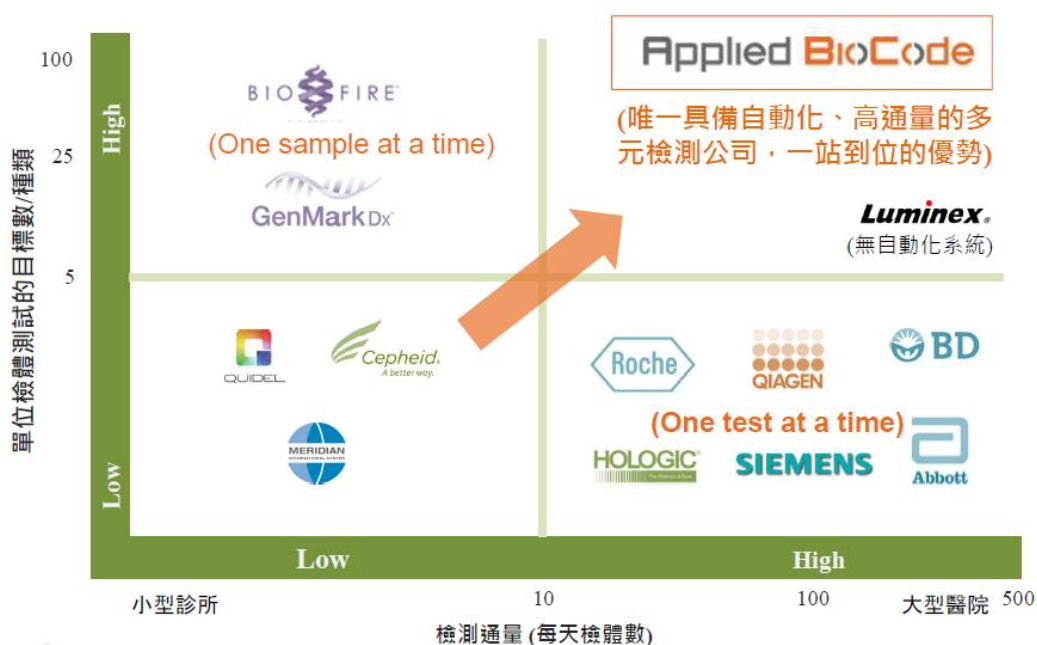 100
High
25
單位檢體測試的目標數/種類
5
Low
BIOFIRE
(One sample at a time)
GenMark Dx
Applied BioCode
(唯一具備自動化、高通量的多
元檢測公司，一站到位的優勢)
Luminex
(無自動化系統)
QUIDEL
Cepheid
A better way.
MERIDIAN
Roche
QIAGEN
BD
(One test at a time)
HOLOGIC
SIEMENS
Abbott
Low
High
小型診所
10
100
大型醫院
500
檢測通量 (每天檢體數)